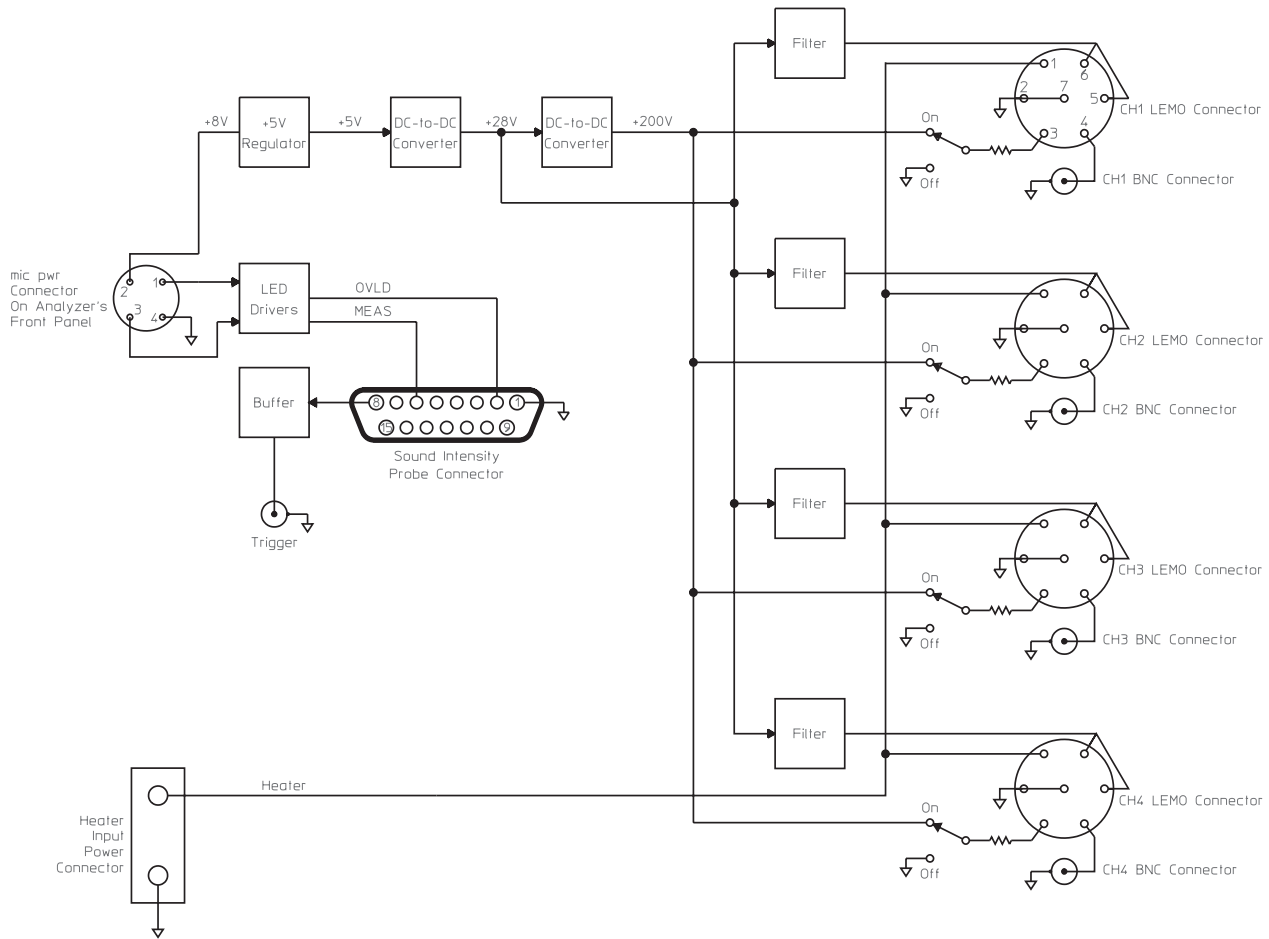 Filter
1
6
2
7
5
CH1 LEMO Connector
3
4
On
Off
CH1 BNC Connector
+8V
+5V
Regulator
+5V
DC-to-DC
Converter
+28V
DC-to-DC
Converter
+200V
mic pwr
Connector
On Analyzer's
Front Panel
2
1
3
4
LED
Drivers
OVLD
MEAS
Buffer
8
1
15
9
Sound Intensity
Probe Connector
Trigger
Filter
CH2 LEMO Connector
On
Off
CH2 BNC Connector
Filter
CH3 LEMO Connector
On
Off
CH3 BNC Connector
Filter
CH4 LEMO Connector
On
Off
CH4 BNC Connector
Heater
Heater
Input
Power
Connector